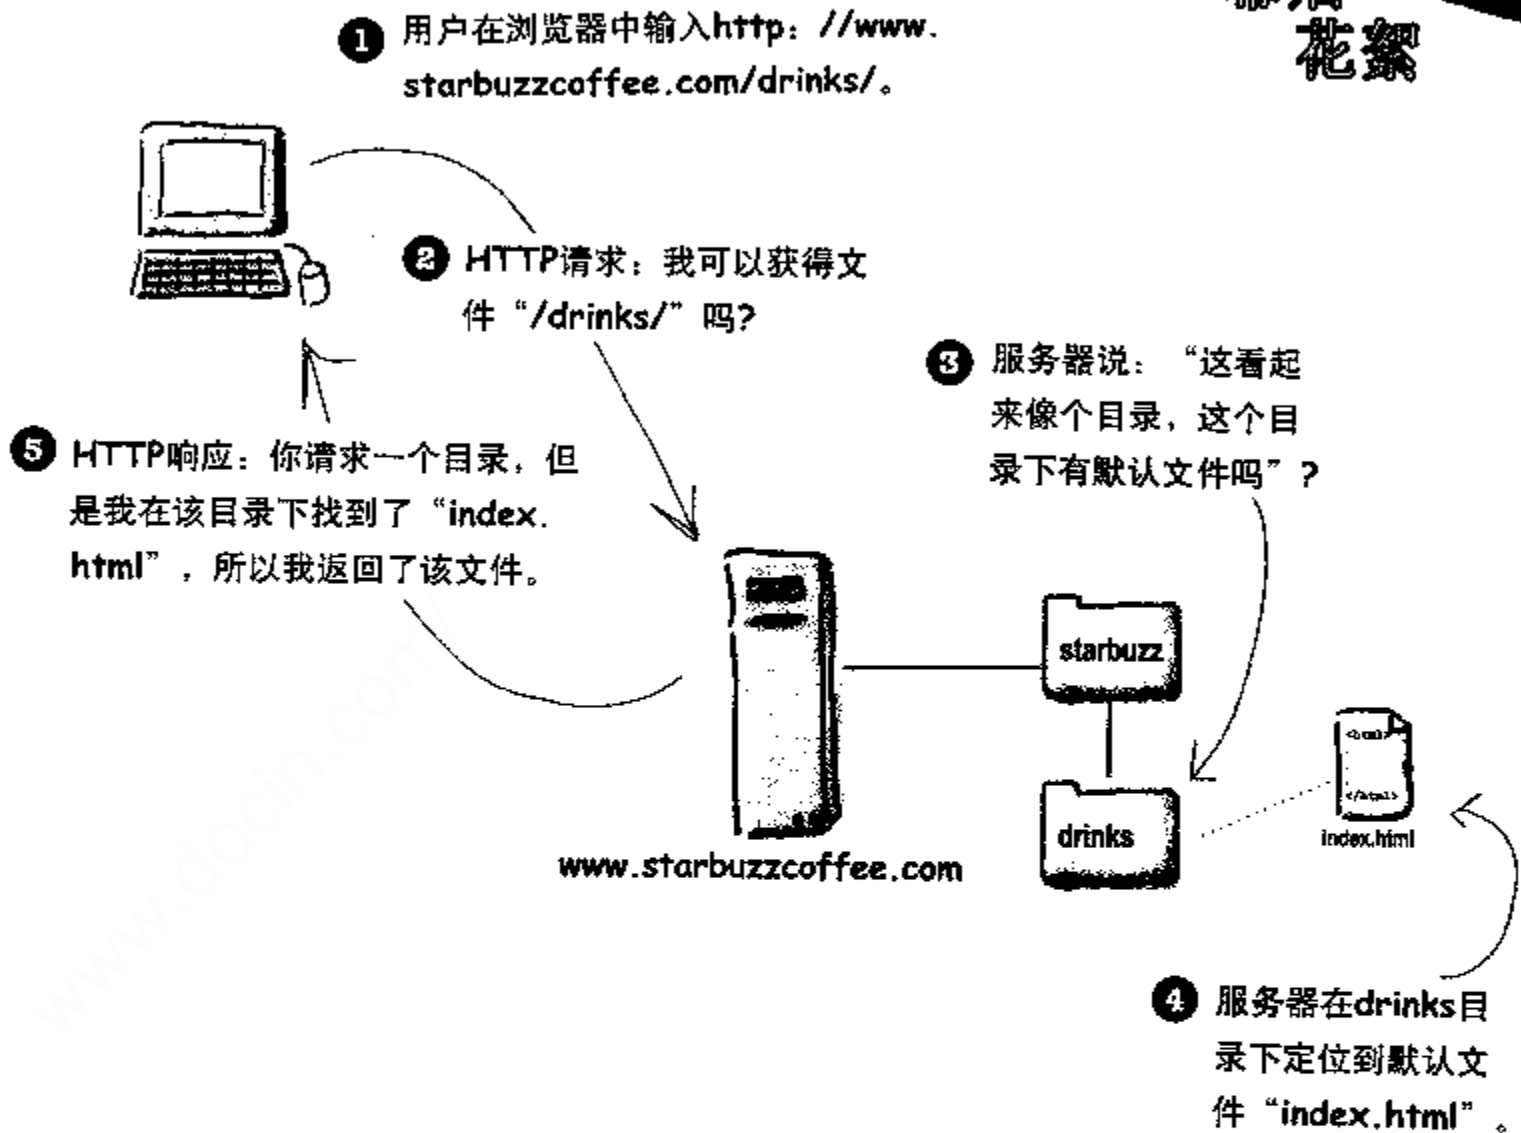 花絮
1 用户在浏览器中输入http：//www.
starbuzzcoffee.com/drinks/。
2 HTTP请求：我可以获得文
件“/drinks/”吗?
3 服务器说：“这看起
来像个目录，这个目
录下有默认文件吗”?
5 HTTP响应：你请求一个目录，但
是我在该目录下找到了“index.
html”，所以我返回了该文件。
starbuzz
<html>
</html>
index.html
drinks
www.starbuzzcoffee.com
4 服务器在drinks目
录下定位到默认文
件“index.html”。
www.docin.com